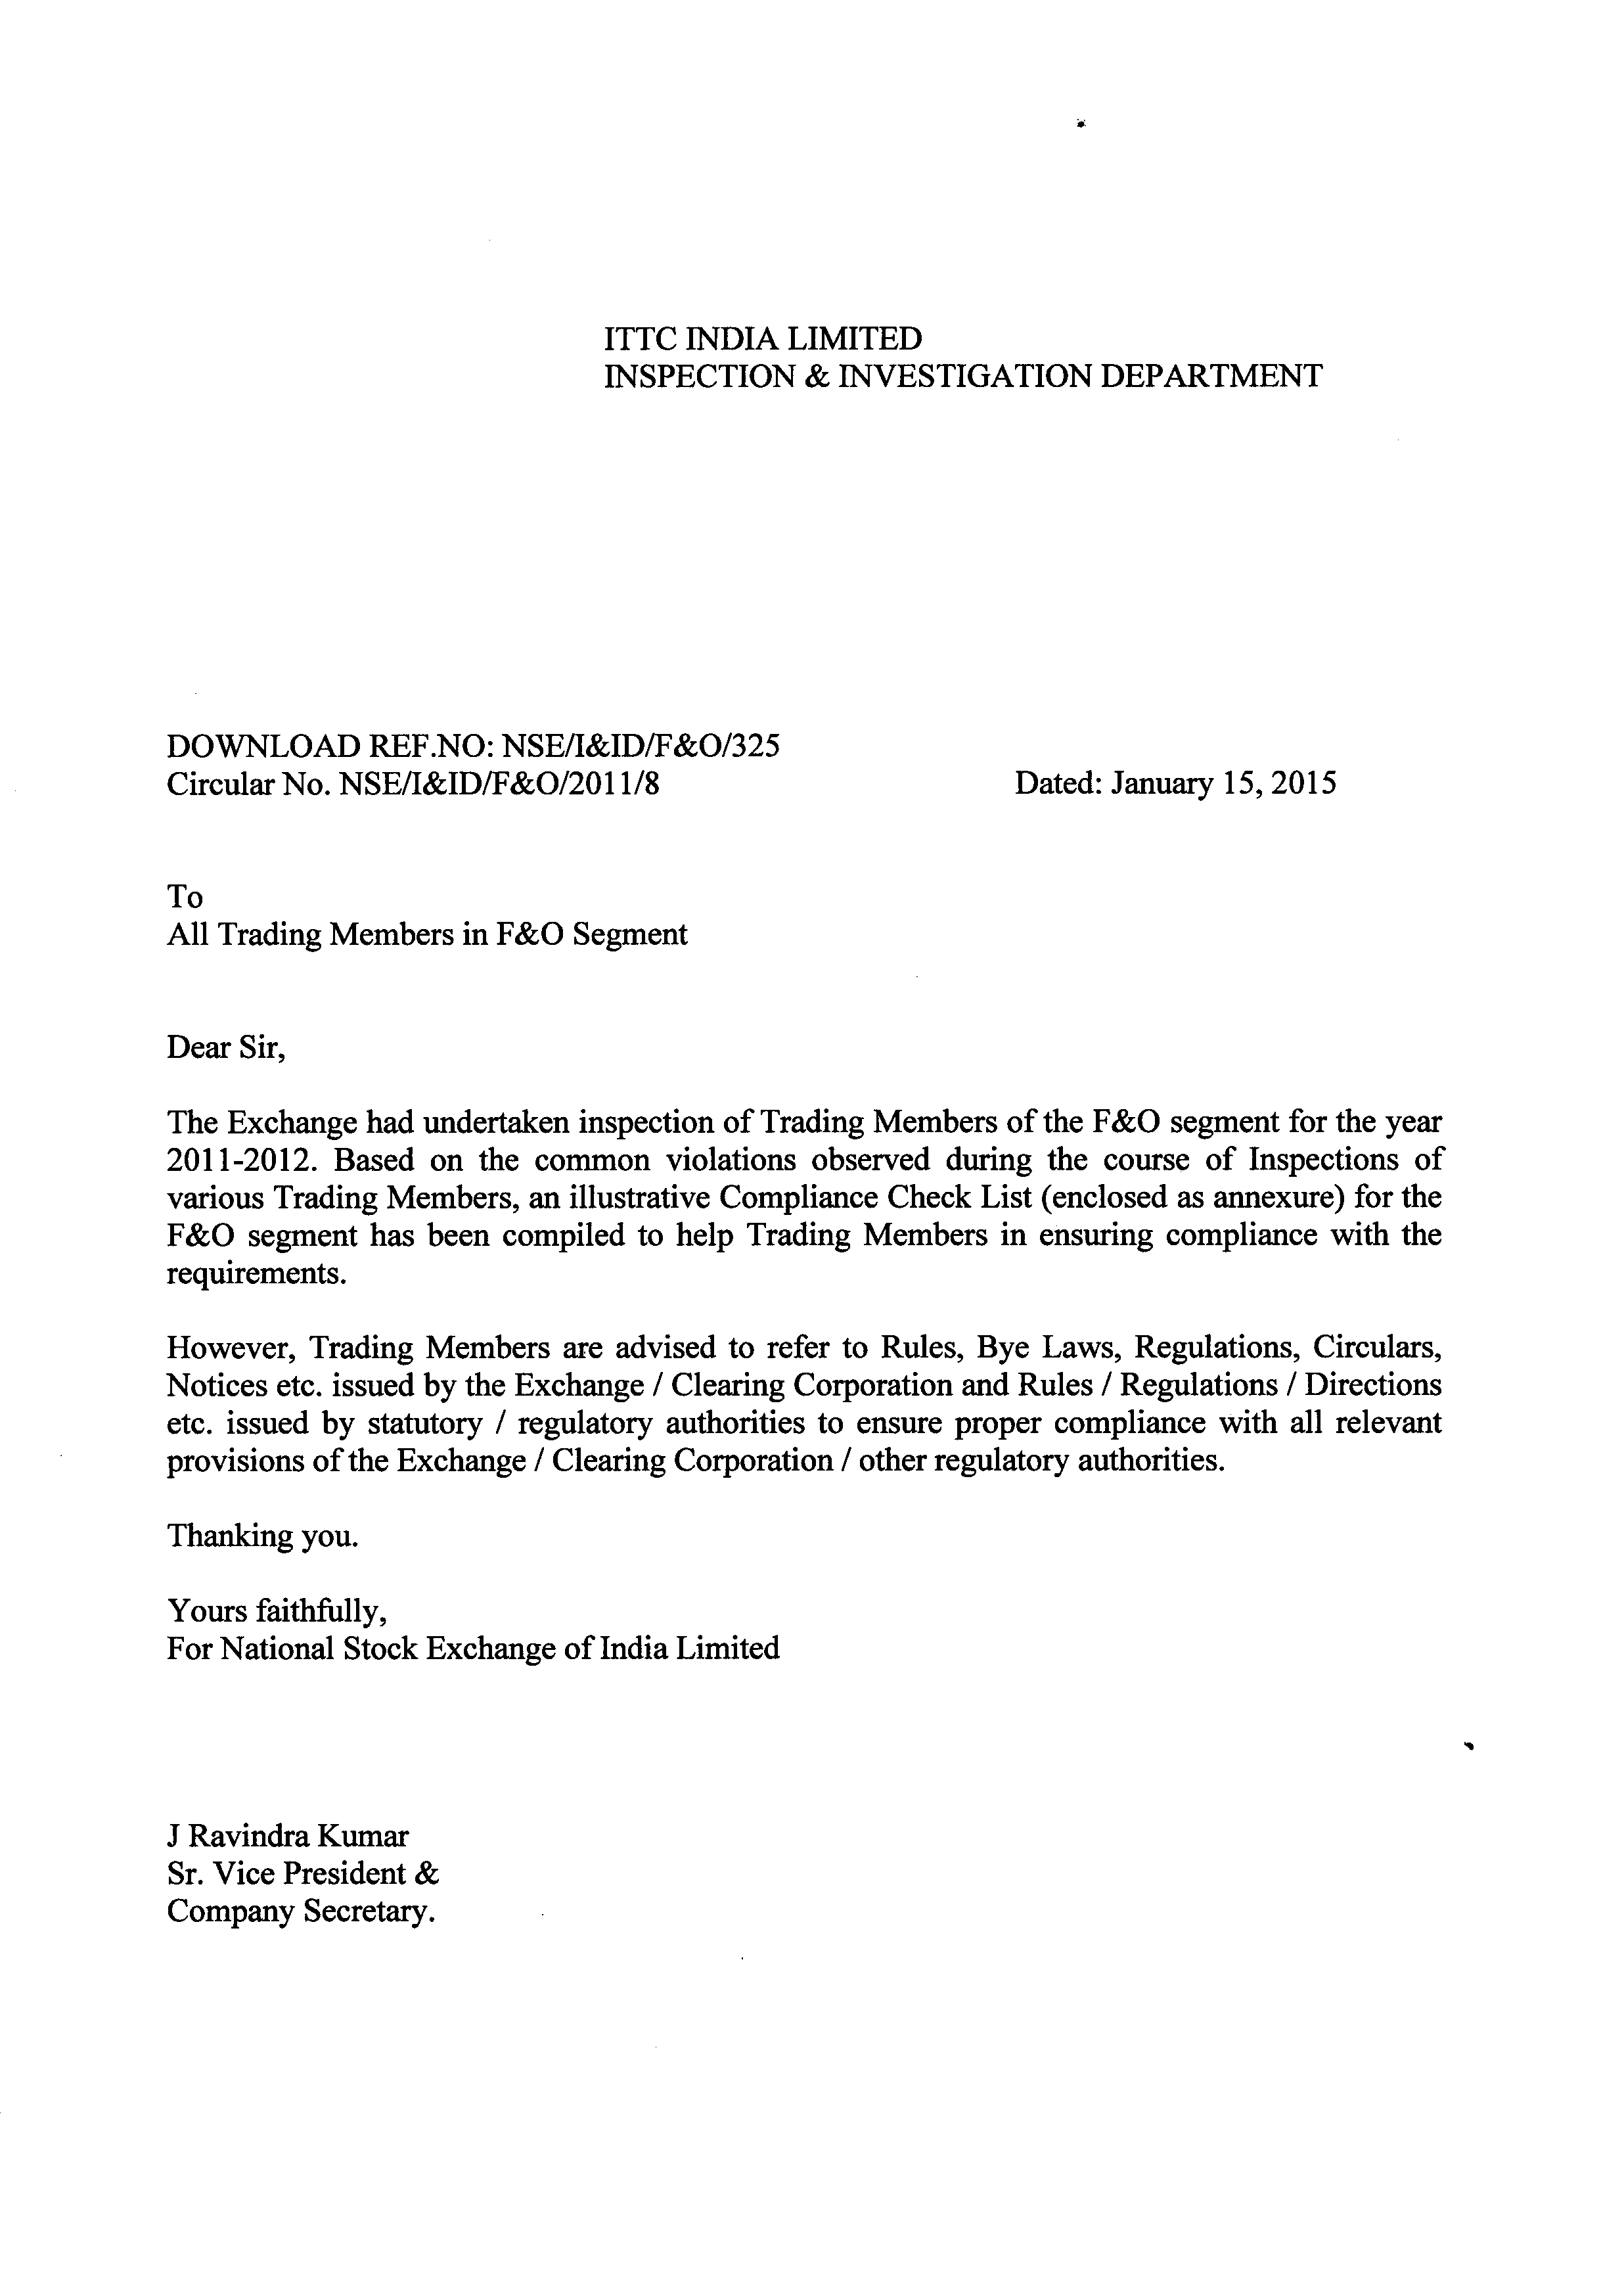 ITTC INDIA LIMITED
INSPECTION & INVESTIGATION DEPARTMENT
DOWNLOAD REF.NO: NSE/I&ID/F&O/325
Circular No. NSE/I&ID/F&O/2011/8 Dated: January 15, 2015
To
All Trading Members in F&O Segment
Dear Sir,
The Exchange had undertaken inspection of Trading Members of the F&O segment for the year
2011-2012. Based on the common violations observed during the course of Inspections of
various Trading Members, an illustrative Compliance Check List (enclosed as annexure) for the
F&O segment has been compiled to help Trading Members in ensuring compliance with the
requirements.
However, Trading Members are advised to refer to Rules, Bye Laws, Regulations, Circulars,
Notices etc. issued by the Exchange / Clearing Corporation and Rules / Regulations / Directions
etc. issued by statutory / regulatory authorities to ensure proper compliance with all relevant
provisions of the Exchange / Clearing Corporation / other regulatory authorities.
Thanking you.
Yours faithfully,
For National Stock Exchange of India Limited
J Ravindra Kumar
Sr. Vice President &
Company Secretary.